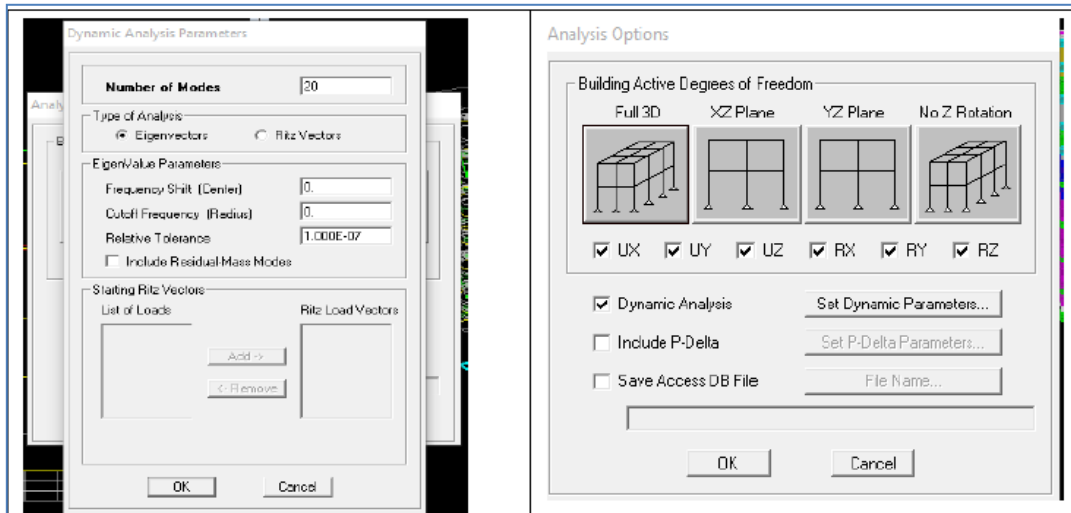 Dynamic Analysis Parameters
Number of Modes 20
Type of Analysis
Eigenvectors Ritz Vectors
EigenValue Parameters
Frequency Shift (Center) 0.
Cutoff Frequency (Radius) 0.
Relative Tolerance 1.000E-07
Include Residual-Mass Modes
Starting Ritz Vectors
List of Loads Ritz Load Vectors
Add ->
<- Remove
OK Cancel
Analy
Analysis Options
Building Active Degrees of Freedom
Full 3D XZ Plane YZ Plane No Z Rotation
UX UY UZ RX RY RZ
Dynamic Analysis Set Dynamic Parameters...
Include P-Delta Set P-Delta Parameters...
Save Access DB File File Name...
OK Cancel